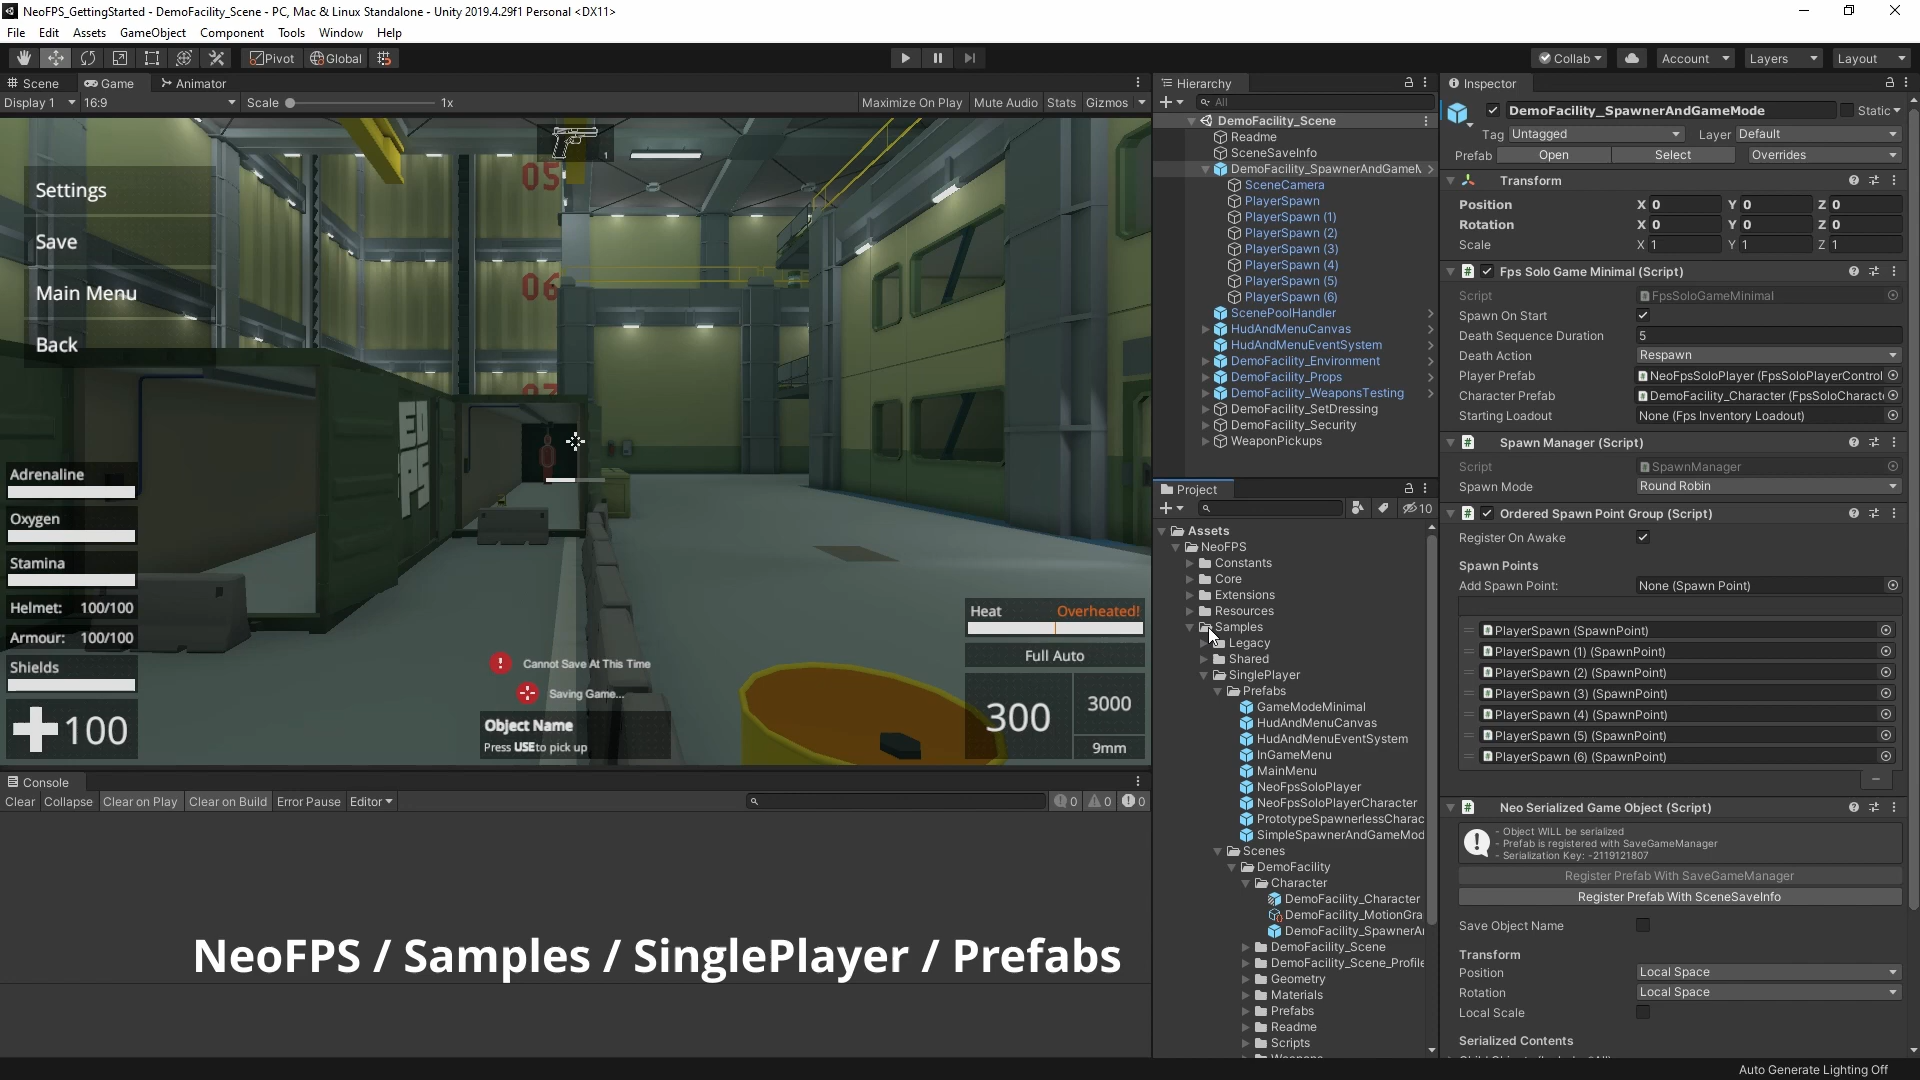 NeoFPS_GettingStarted - DemoFacility_Scene - PC, Mac & Linux Standalone - Unity 2019.4.29f1 Personal <DX11>
File Edit Assets GameObject Component Tools Window Help
Pivot Global
Collab Account Layers Layout
Scene Game Animator
Display 1 16:9 Scale 1x Maximize On Play Mute Audio Stats Gizmos
1
05
06
07
Settings
Save
Main Menu
Back
Adrenaline
Oxygen
Stamina
Helmet: 100/100
Armour: 100/100
Shields
100
Cannot Save At This Time
Saving Game...
Object Name
Press USE to pick up
Heat Overheated!
Full Auto
300
3000
9mm
Console
Clear Collapse Clear on Play Clear on Build Error Pause Editor
0 0 0
NeoFPS / Samples / SinglePlayer / Prefabs
Hierarchy
All
DemoFacility_Scene
Readme
SceneSaveInfo
DemoFacility_SpawnerAndGameM
SceneCamera
PlayerSpawn
PlayerSpawn (1)
PlayerSpawn (2)
PlayerSpawn (3)
PlayerSpawn (4)
PlayerSpawn (5)
PlayerSpawn (6)
ScenePoolHandler
HudAndMenuCanvas
HudAndMenuEventSystem
DemoFacility_Environment
DemoFacility_Props
DemoFacility_WeaponsTesting
DemoFacility_SetDressing
DemoFacility_Security
WeaponPickups
Project
10
Assets
NeoFPS
Constants
Core
Extensions
Resources
Samples
Legacy
Shared
SinglePlayer
Prefabs
GameModeMinimal
HudAndMenuCanvas
HudAndMenuEventSystem
InGameMenu
MainMenu
NeoFpsSoloPlayer
NeoFpsSoloPlayerCharacter
PrototypeSpawnerlessCharac
SimpleSpawnerAndGameMod
Scenes
DemoFacility
Character
DemoFacility_Character
DemoFacility_MotionGra
DemoFacility_SpawnerAr
DemoFacility_Scene
DemoFacility_Scene_Profile
Geometry
Materials
Prefabs
Readme
Scripts
Inspector
DemoFacility_SpawnerAndGameMode Static
Tag Untagged Layer Default
Prefab Open Select Overrides
Transform
Position X 0 Y 0 Z 0
Rotation X 0 Y 0 Z 0
Scale X 1 Y 1 Z 1
Fps Solo Game Minimal (Script)
Script FpsSoloGameMinimal
Spawn On Start
Death Sequence Duration 5
Death Action Respawn
Player Prefab NeoFpsSoloPlayer (FpsSoloPlayerControl
Character Prefab DemoFacility_Character (FpsSoloCharacte
Starting Loadout None (Fps Inventory Loadout)
Spawn Manager (Script)
Script SpawnManager
Spawn Mode Round Robin
Ordered Spawn Point Group (Script)
Register On Awake
Spawn Points
Add Spawn Point: None (Spawn Point)
PlayerSpawn (SpawnPoint)
PlayerSpawn (1) (SpawnPoint)
PlayerSpawn (2) (SpawnPoint)
PlayerSpawn (3) (SpawnPoint)
PlayerSpawn (4) (SpawnPoint)
PlayerSpawn (5) (SpawnPoint)
PlayerSpawn (6) (SpawnPoint)
Neo Serialized Game Object (Script)
- Object WILL be serialized
- Prefab is registered with SaveGameManager
- Serialization Key: -2119121807
Register Prefab With SaveGameManager
Register Prefab With SceneSaveInfo
Save Object Name
Transform
Position Local Space
Rotation Local Space
Local Scale
Serialized Contents
Auto Generate Lighting Off